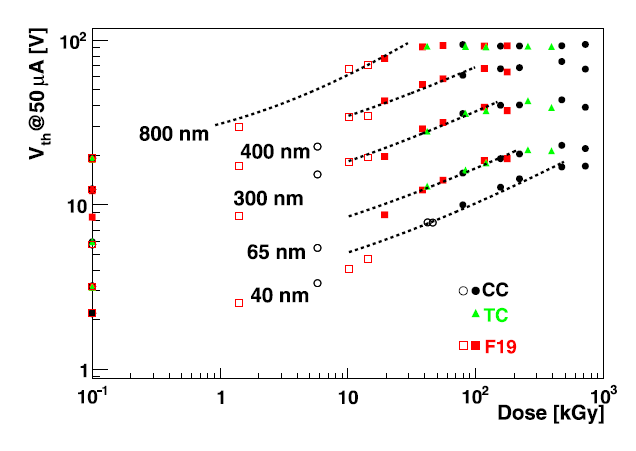 V_th @ 50 μA [V]
10²
10
1
800 nm
400 nm
300 nm
65 nm
40 nm
CC
TC
F19
10⁻¹ 1 10 10² 10³
Dose [kGy]